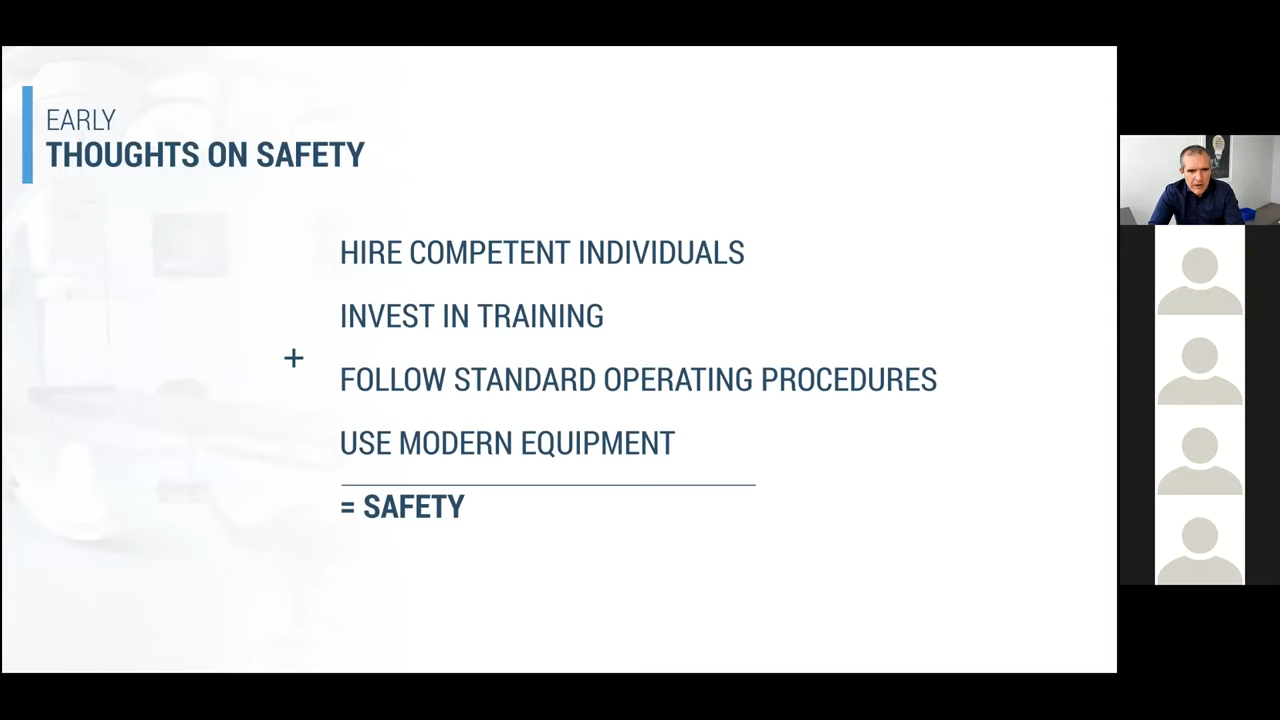 EARLY
THOUGHTS ON SAFETY
HIRE COMPETENT INDIVIDUALS
INVEST IN TRAINING
+
FOLLOW STANDARD OPERATING PROCEDURES
USE MODERN EQUIPMENT
= SAFETY